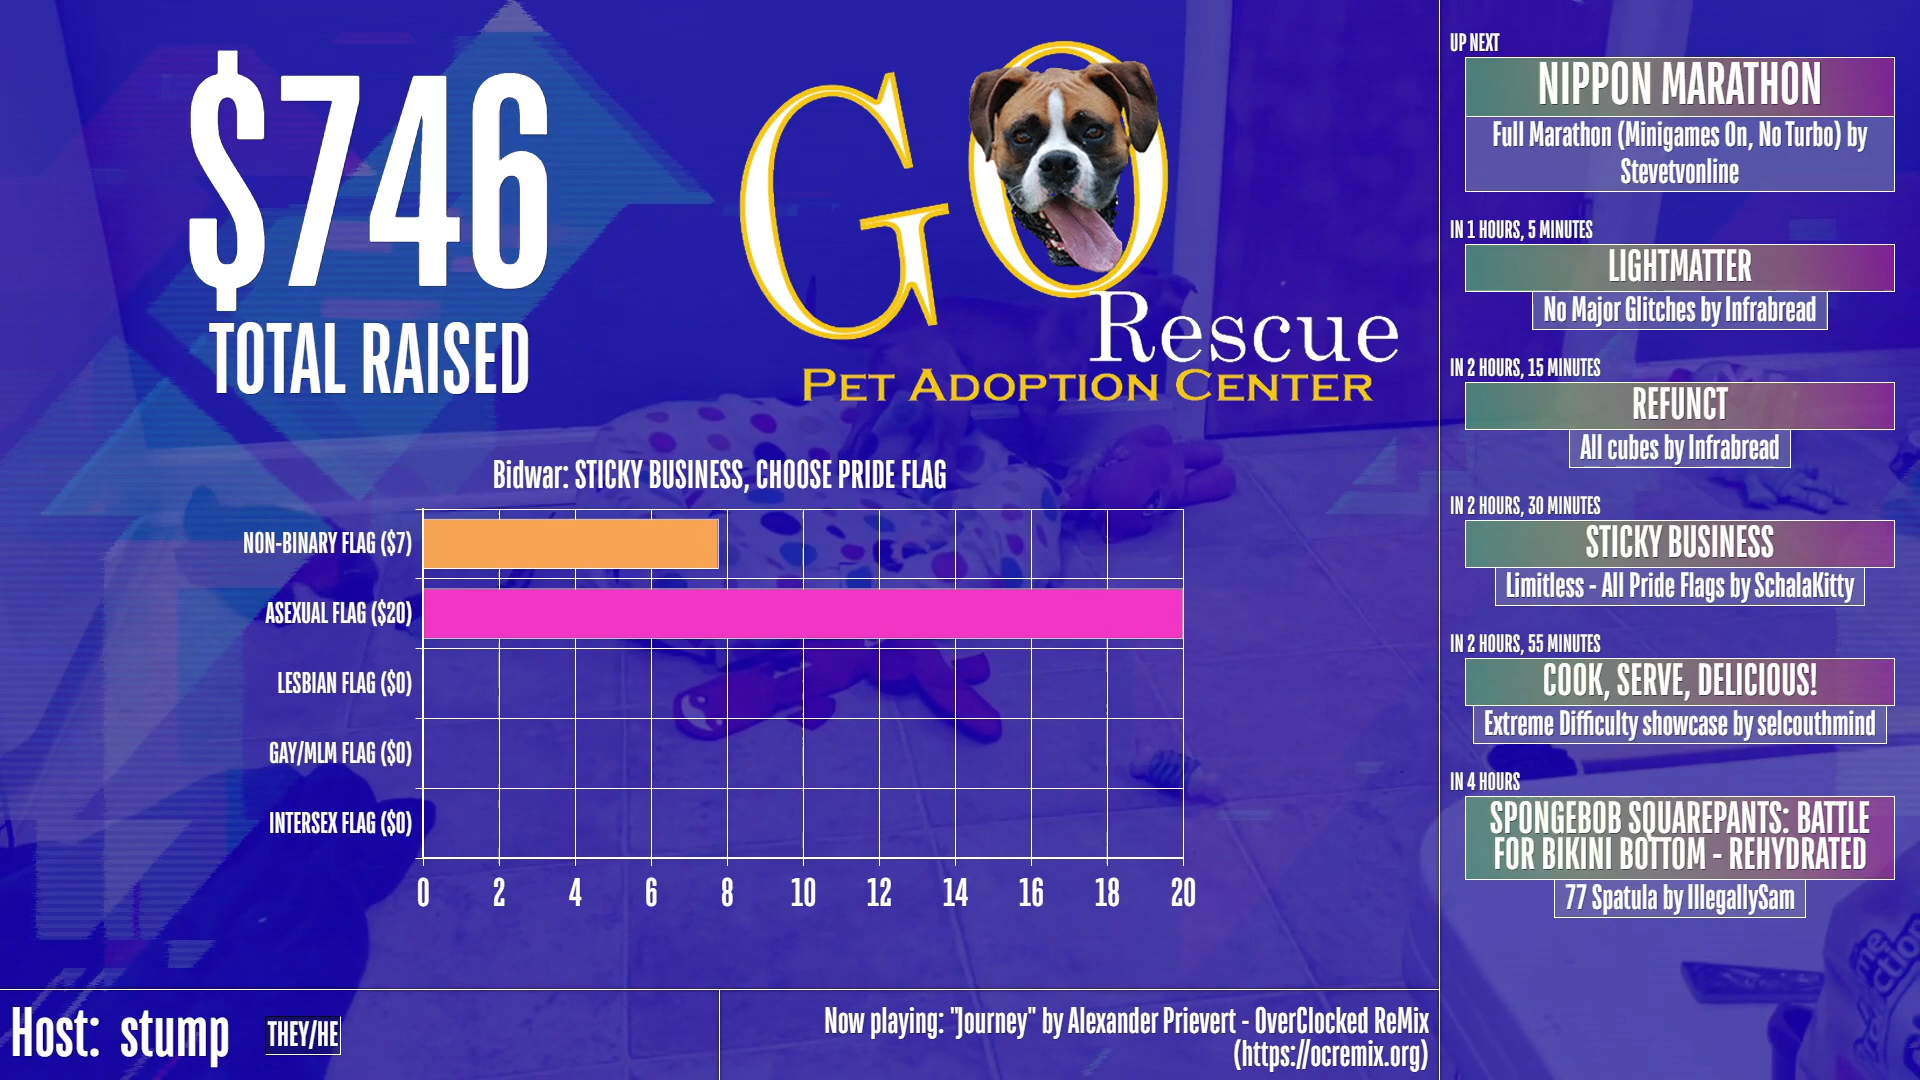 $746
TOTAL RAISED
GO
Rescue
PET ADOPTION CENTER
Bidwar: STICKY BUSINESS, CHOOSE PRIDE FLAG
NON-BINARY FLAG ($7)
ASEXUAL FLAG ($20)
LESBIAN FLAG ($0)
GAY/MLM FLAG ($0)
INTERSEX FLAG ($0)
0 2 4 6 8 10 12 14 16 18 20
UP NEXT
NIPPON MARATHON
Full Marathon (Minigames On, No Turbo) by
Stevetvonline
IN 1 HOURS, 5 MINUTES
LIGHTMATTER
No Major Glitches by Infrabread
IN 2 HOURS, 15 MINUTES
REFUNCT
All cubes by Infrabread
IN 2 HOURS, 30 MINUTES
STICKY BUSINESS
Limitless - All Pride Flags by SchalaKitty
IN 2 HOURS, 55 MINUTES
COOK, SERVE, DELICIOUS!
Extreme Difficulty showcase by selcouthmind
IN 4 HOURS
SPONGEBOB SQUAREPANTS: BATTLE
FOR BIKINI BOTTOM - REHYDRATED
77 Spatula by IllegallySam
Host: stump THEY/HE
Now playing: "Journey" by Alexander Prievert - OverClocked ReMix
(https://ocremix.org)